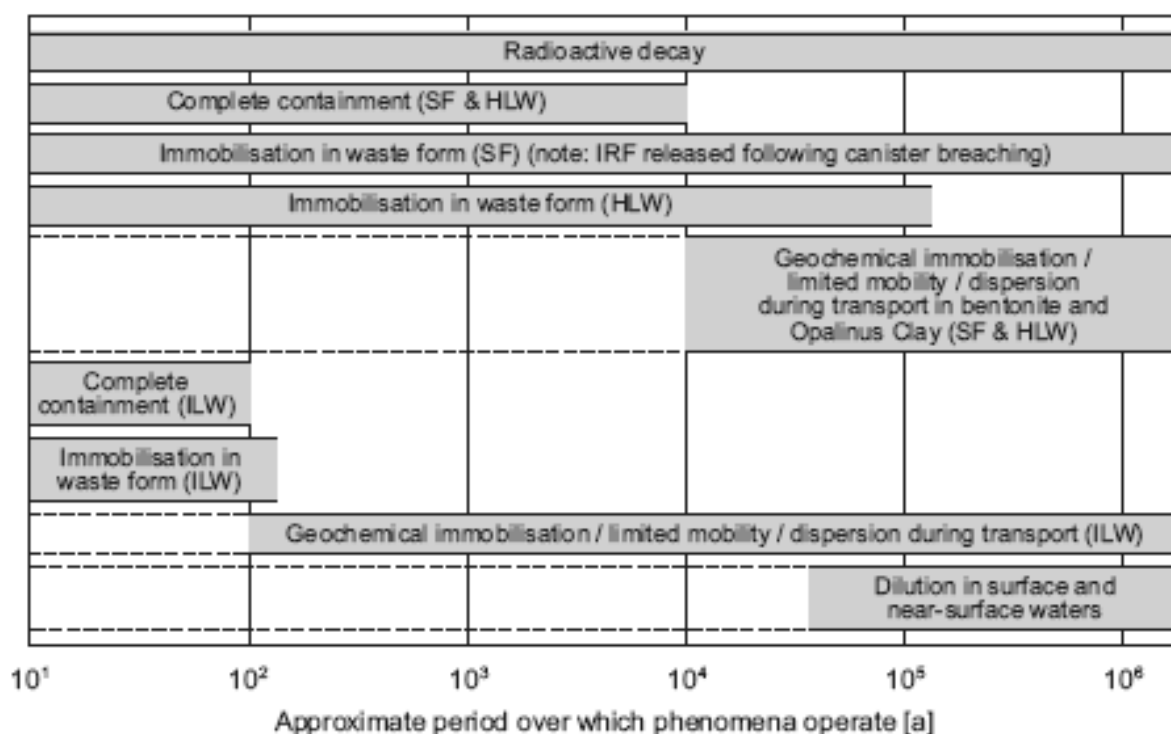 Radioactive decay
Complete containment (SF & HLW)
Immobilisation in waste form (SF) (note: IRF released following canister breaching)
Immobilisation in waste form (HLW)
Geochemical immobilisation /
limited mobility / dispersion
during transport in bentonite and
Opalinus Clay (SF & HLW)
Complete
containment (ILW)
Immobilisation in
waste form (ILW)
Geochemical immobilisation / limited mobility / dispersion during transport (ILW)
Dilution in surface and
near-surface waters
10¹ 10² 10³ 10⁴ 10⁵ 10⁶
Approximate period over which phenomena operate [a]